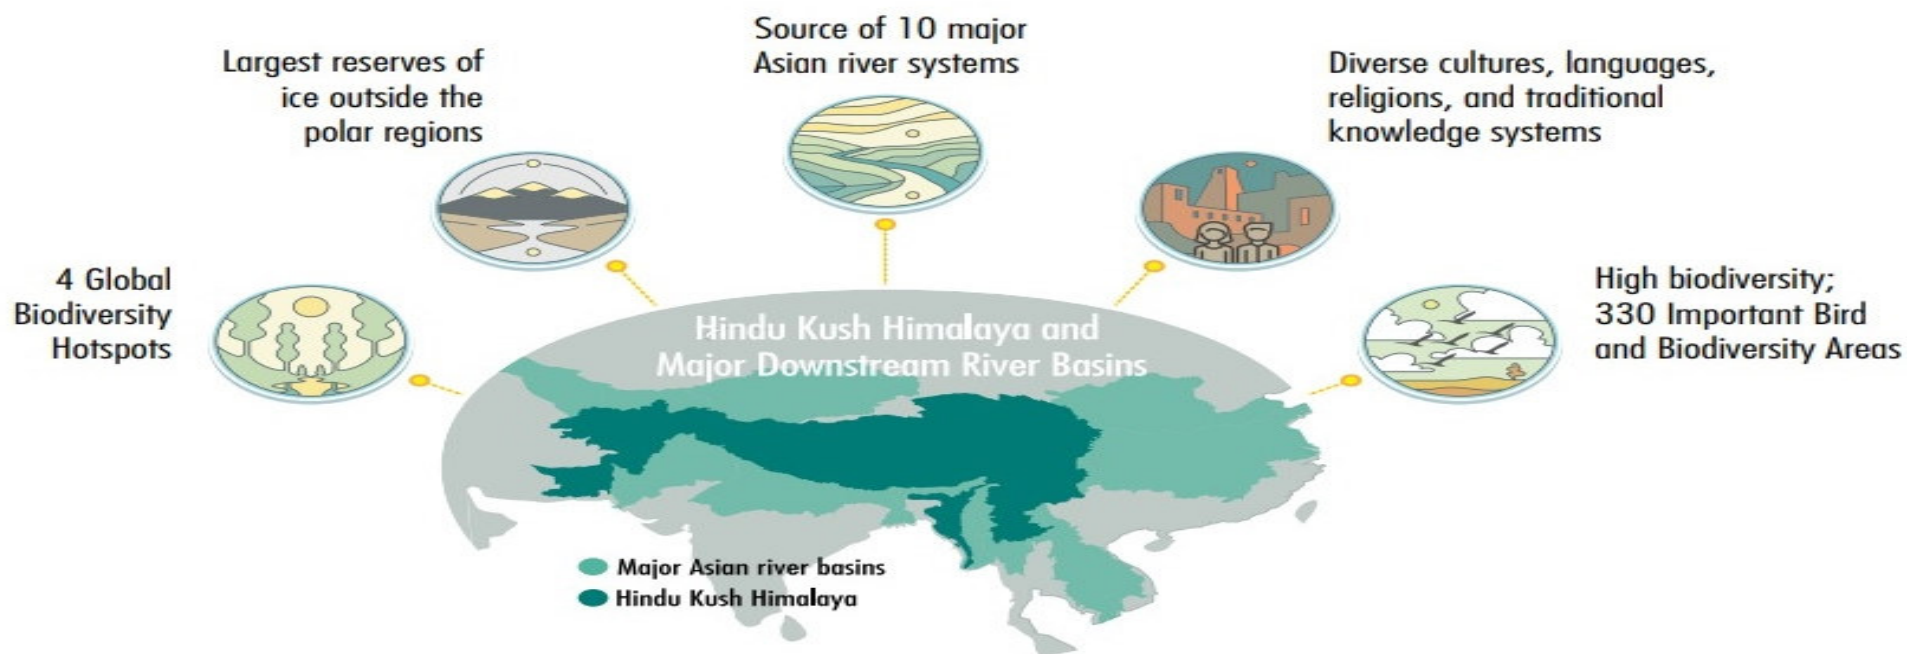 Source of 10 major
Asian river systems
Largest reserves of
ice outside the
polar regions
Diverse cultures, languages,
religions, and traditional
knowledge systems
4 Global
Biodiversity
Hotspots
High biodiversity;
330 Important Bird
and Biodiversity Areas
Hindu Kush Himalaya and
Major Downstream River Basins
Major Asian river basins
Hindu Kush Himalaya